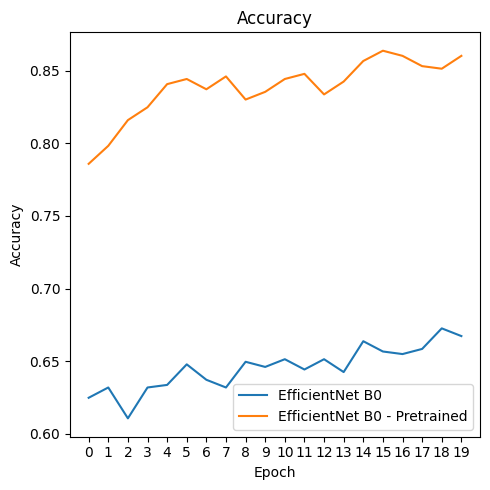 Accuracy
Accuracy
0.85
0.80
0.75
0.70
0.65
0.60
EfficientNet B0
EfficientNet B0 - Pretrained
0 1 2 3 4 5 6 7 8 9 10 11 12 13 14 15 16 17 18 19
Epoch